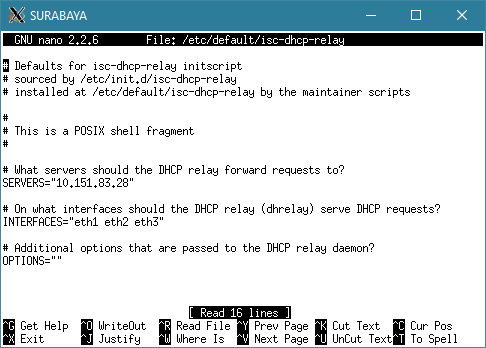 SURABAYA
GNU nano 2.2.6 File: /etc/default/isc-dhcp-relay
# Defaults for isc-dhcp-relay initscript
# sourced by /etc/init.d/isc-dhcp-relay
# installed at /etc/default/isc-dhcp-relay by the maintainer scripts
#
# This is a POSIX shell fragment
#
# What servers should the DHCP relay forward requests to?
SERVERS="10.151.83.28"
# On what interfaces should the DHCP relay (dhrelay) serve DHCP requests?
INTERFACES="eth1 eth2 eth3"
# Additional options that are passed to the DHCP relay daemon?
OPTIONS=""
[ Read 16 lines ]
^G Get Help ^O WriteOut ^R Read File ^Y Prev Page ^K Cut Text ^C Cur Pos
^X Exit ^J Justify ^W Where Is ^V Next Page ^U UnCut Text ^T To Spell